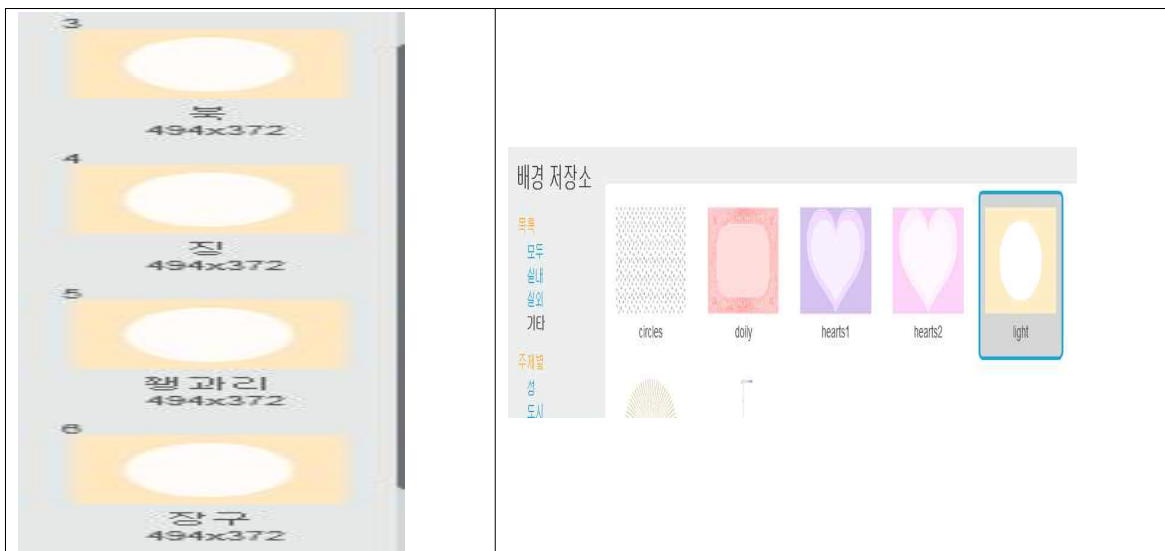 3
북
494x372
4
징
494x372
5
꽹과리
494x372
6
장구
494x372
배경 저장소
목록
모두
실내
실외
기타
주제별
성
도시
circles
doily
hearts1
hearts2
light